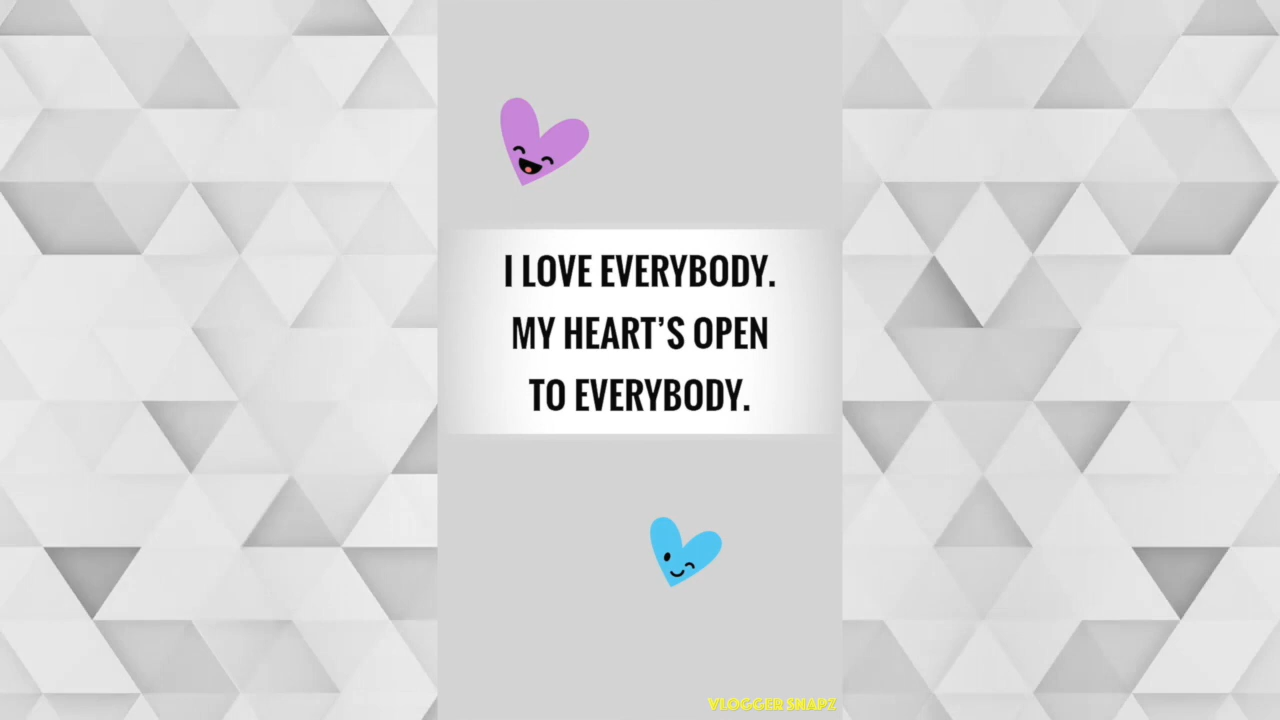 I LOVE EVERYBODY.
MY HEART’S OPEN
TO EVERYBODY.
VLOGGER SNAPZ